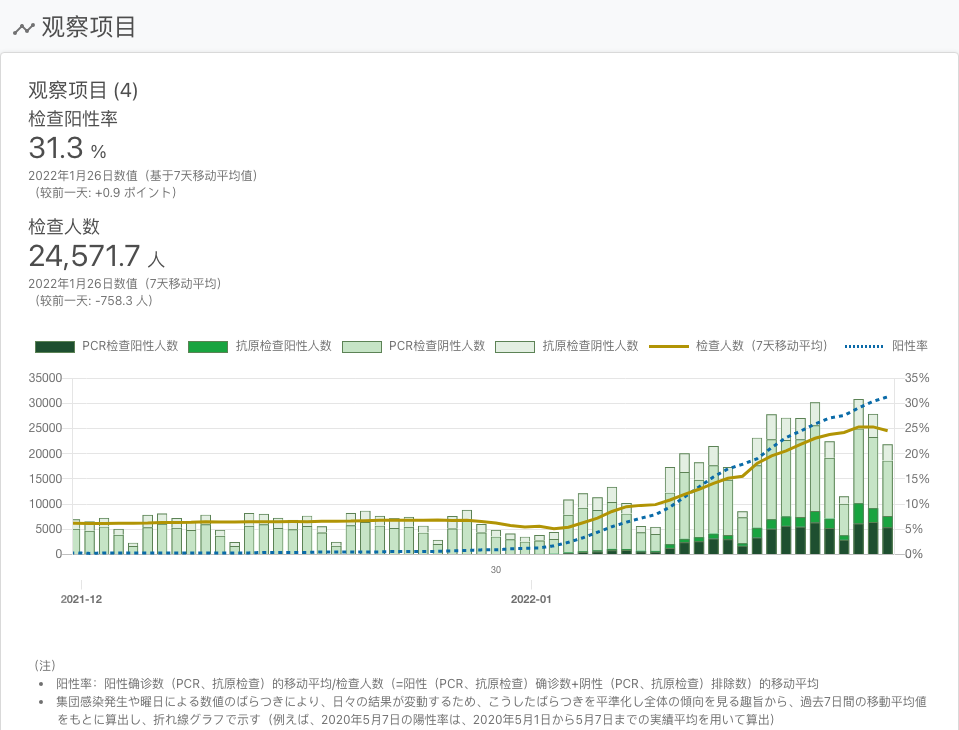 观察项目
观察项目 (4)
检查阳性率
31.3 %
2022年1月26日数值（基于7天移动平均值）
（较前一天: +0.9 ポイント）
检查人数
24,571.7 人
2022年1月26日数值（7天移动平均）
（较前一天: -758.3 人）
PCR检查阳性人数 抗原检查阳性人数 PCR检查阴性人数 抗原检查阴性人数 检查人数（7天移动平均） 阳性率
35000 35%
30000 30%
25000 25%
20000 20%
15000 15%
10000 10%
5000 5%
0 0%
30
2021-12 2022-01
（注）
• 阳性率：阳性确诊数（PCR、抗原检查）的移动平均/检查人数（=阳性（PCR、抗原检查）确诊数+阴性（PCR、抗原检查）排除数）的移动平均
• 集団感染発生や曜日による数値のばらつきにより、日々の結果が変動するため、こうしたばらつきを平準化し全体の傾向を見る趣旨から、過去7日間の移動平均値
をもとに算出し、折れ線グラフで示す（例えば、2020年5月7日の陽性率は、2020年5月1日から5月7日までの実績平均を用いて算出）